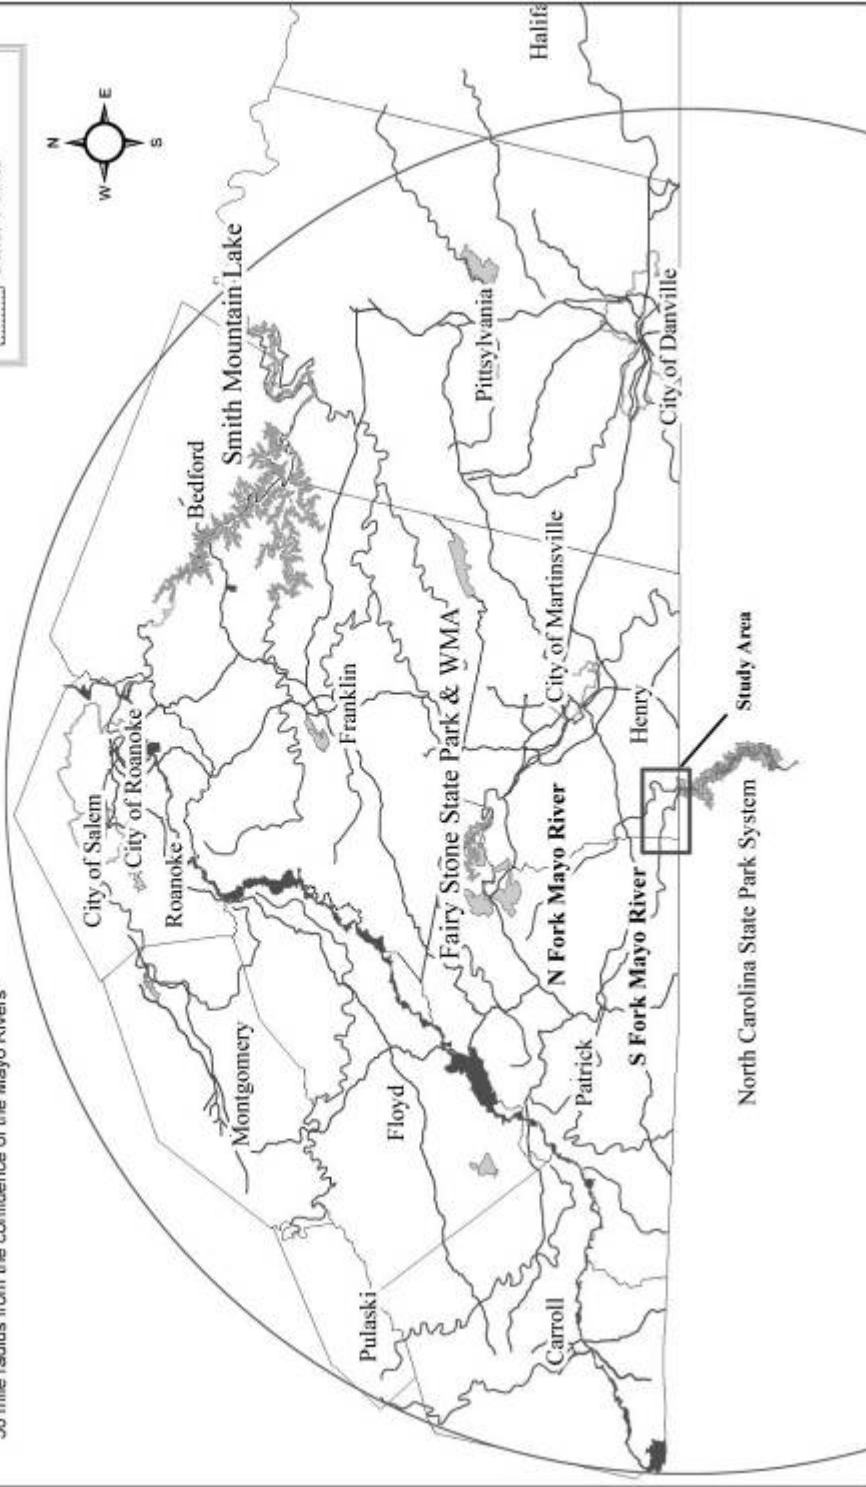 radius from the confluence of the Mayo Rivers
N
W
E
S
Halifa
Smith Mountain Lake
Bedford
City of Salem
City of Roanoke
Roanoke
Montgomery
Franklin
Pittsylvania
Floyd
Pulaski
Fairy Stone State Park & WMA
City of Martinsville
City of Danville
N Fork Mayo River
Henry
Patrick
Carroll
S Fork Mayo River
Study Area
North Carolina State Park System